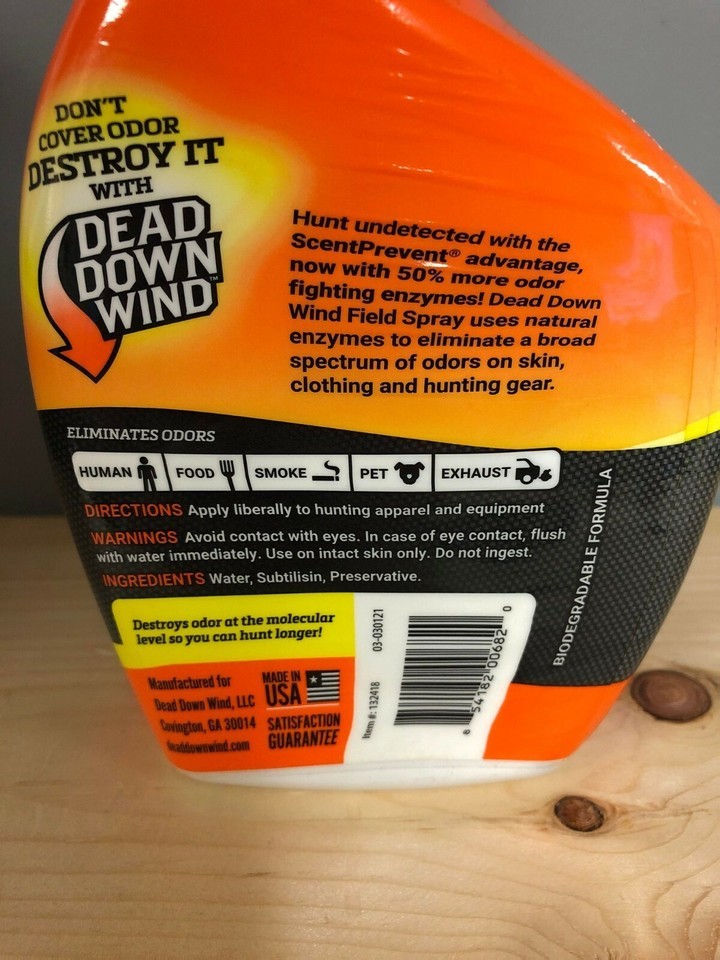 DON'T
COVER ODOR
DESTROY IT
WITH
DEAD
DOWN
WIND™
Hunt undetected with the
ScentPrevent® advantage,
now with 50% more odor
fighting enzymes! Dead Down
Wind Field Spray uses natural
enzymes to eliminate a broad
spectrum of odors on skin,
clothing and hunting gear.
ELIMINATES ODORS
HUMAN FOOD SMOKE PET EXHAUST
DIRECTIONS Apply liberally to hunting apparel and equipment
WARNINGS Avoid contact with eyes. In case of eye contact, flush
with water immediately. Use on intact skin only. Do not ingest.
INGREDIENTS Water, Subtilisin, Preservative.
BIODEGRADABLE FORMULA
Destroys odor at the molecular
level so you can hunt longer!
Manufactured for
Dead Down Wind, LLC
Covington, GA 30014
deaddownwind.com
MADE IN
USA
SATISFACTION
GUARANTEE
Item #: 132418
03-030121
8 54182 00682 0